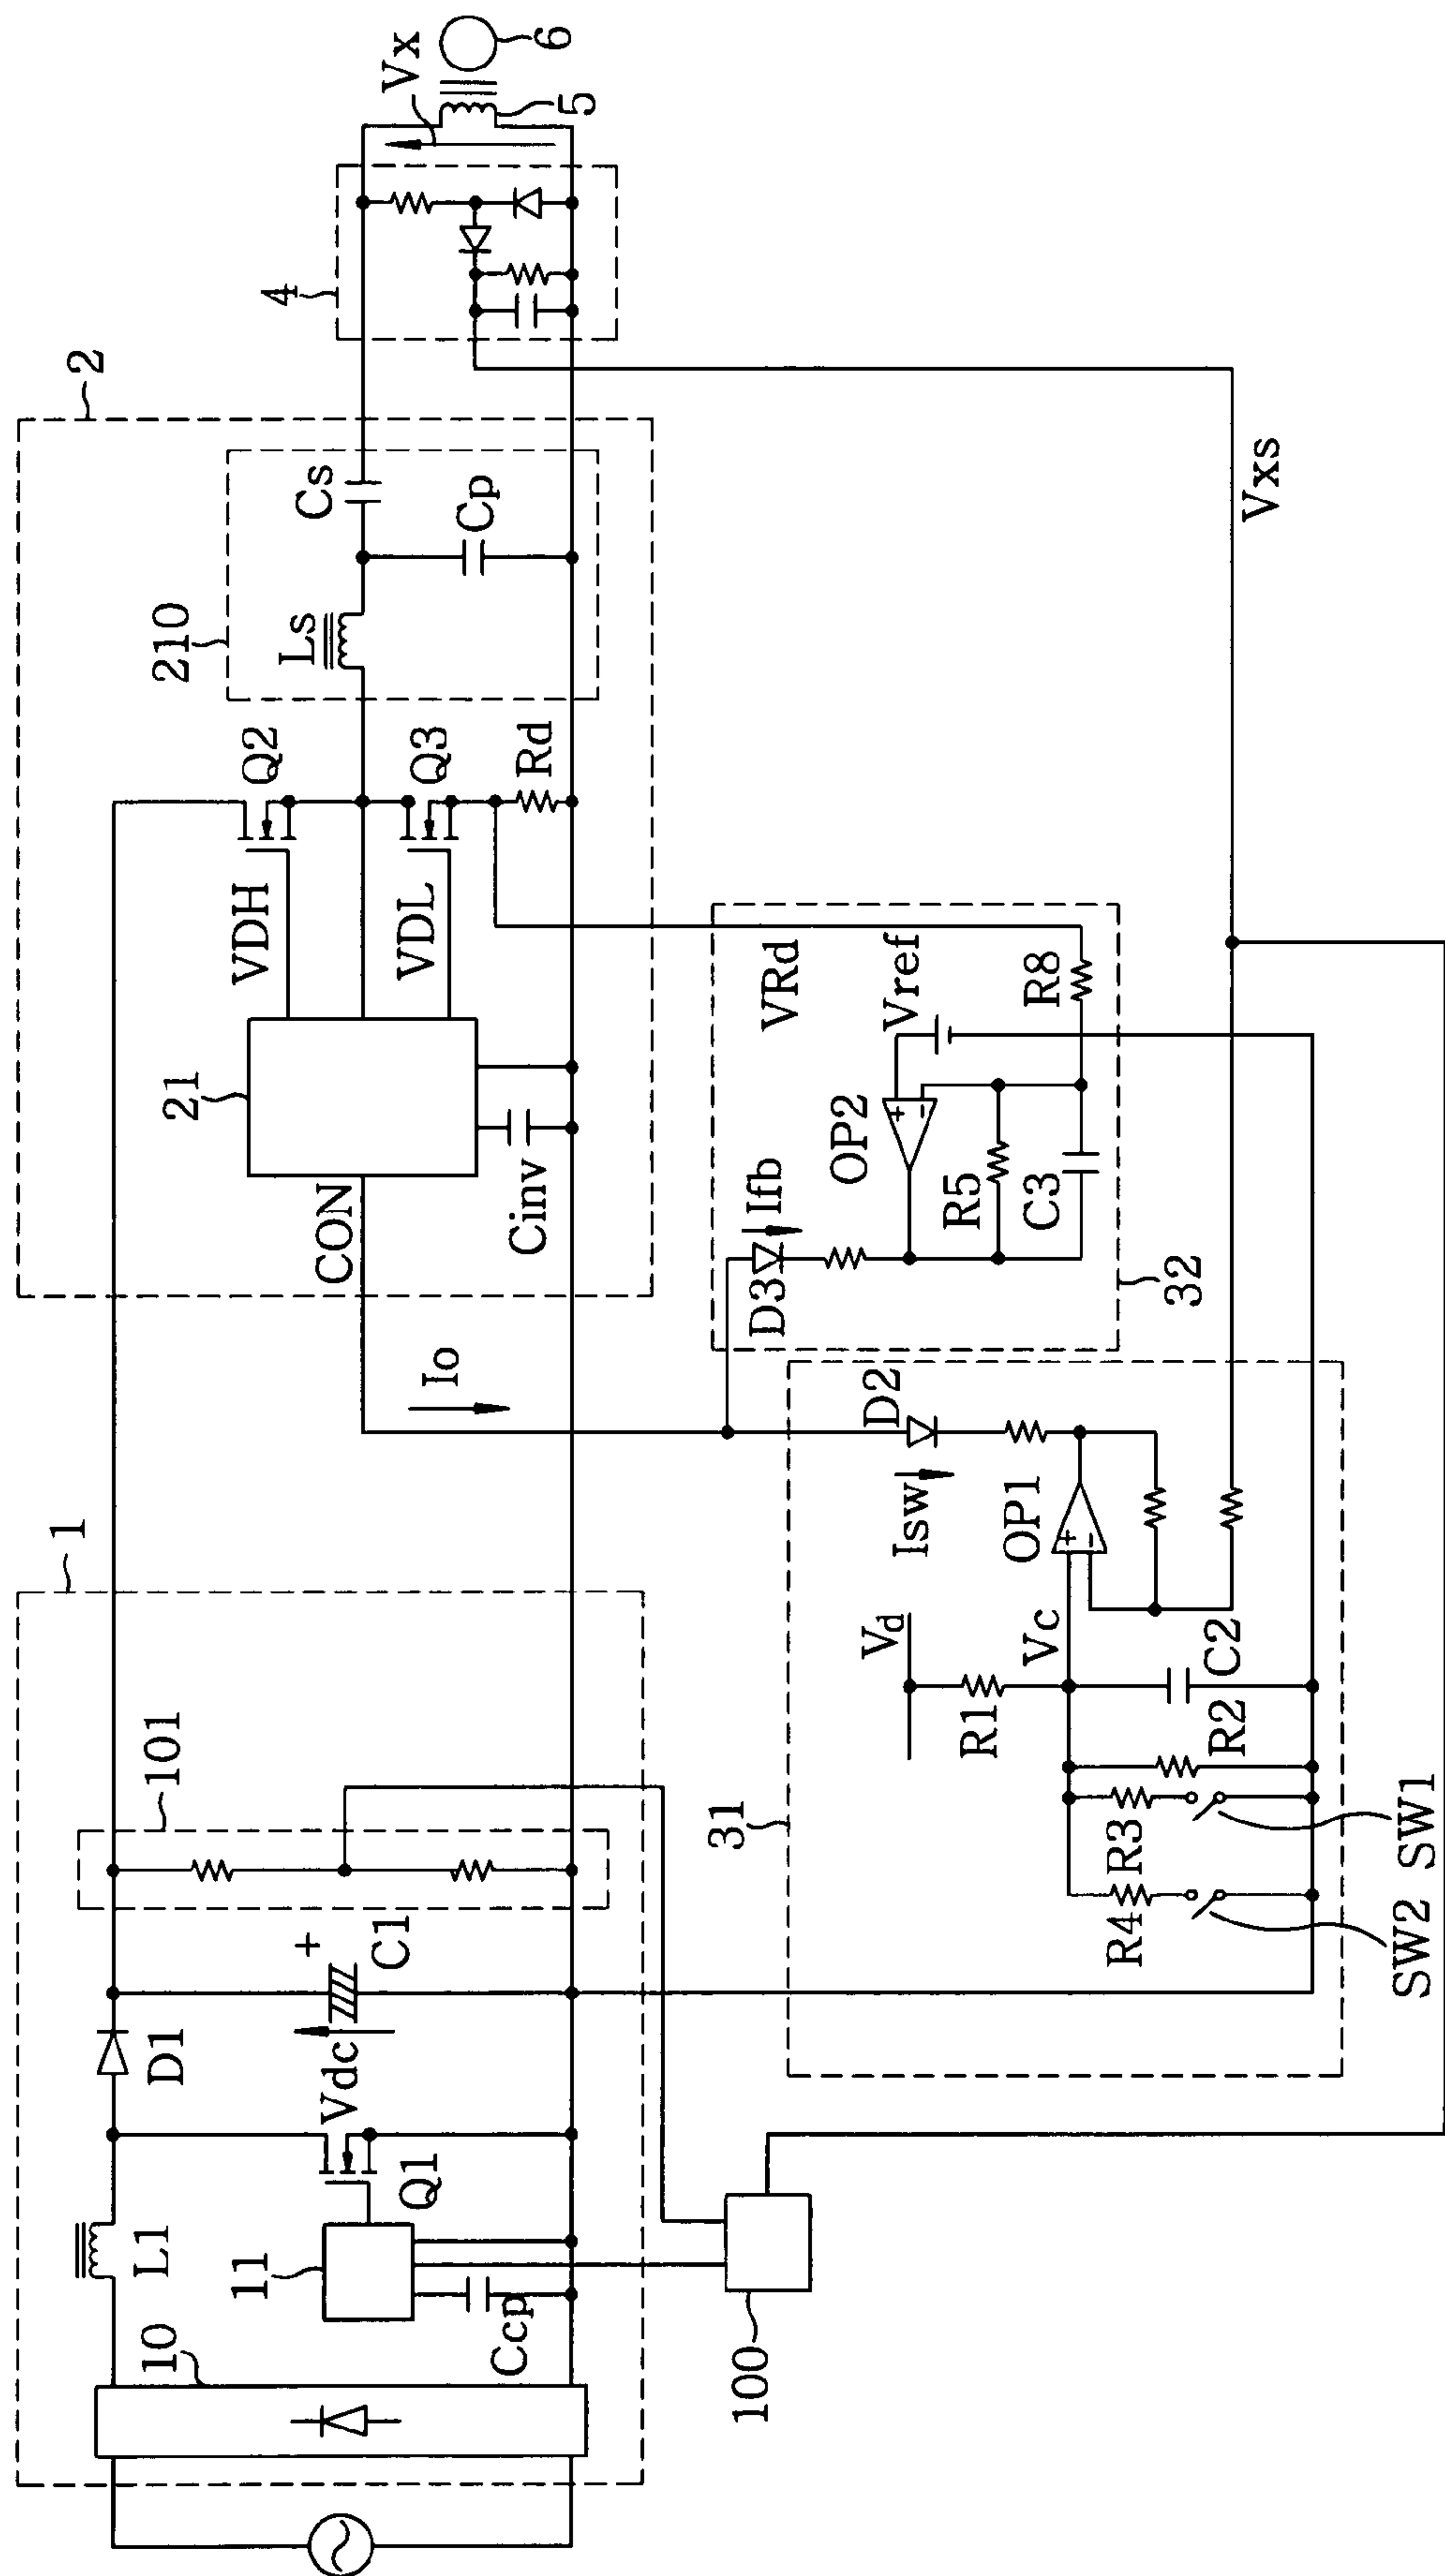 1
2
4
Vx
6
5
210
Cs
Cp
Ls
Q2
Q3
Rd
VDH
VDL
21
CON
Cinv
Io
101
10
L1
D1
+
C1
Vdc
Q1
11
Ccp
100
VRd
Vref
R8
OP2
+
−
R5
C3
Ifb
D3
32
Vxs
31
D2
Isw
OP1
+
−
Vd
Vc
R1
C2
R2
R3
R4
SW1
SW2